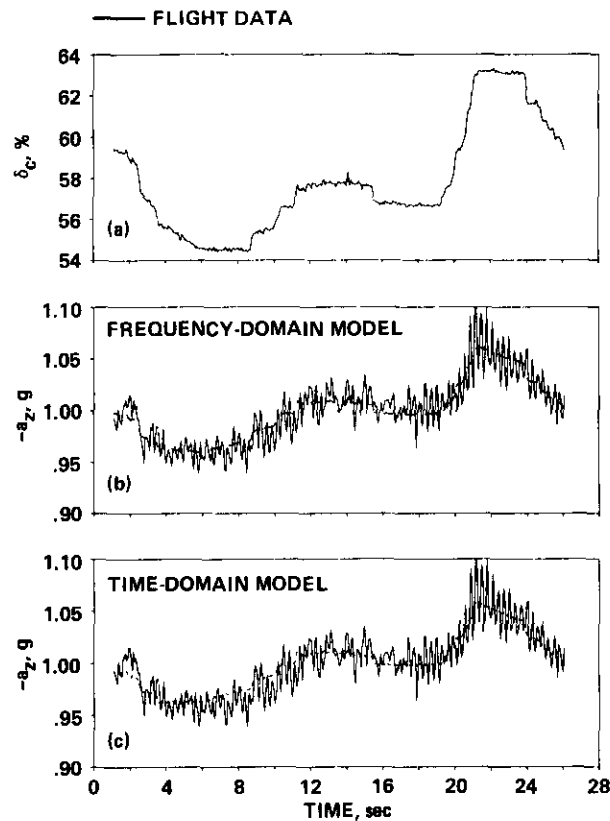 FLIGHT DATA
64
62
60
58
56
54
δc, %
(a)
1.10
1.05
1.00
.95
.90
-az, g
FREQUENCY-DOMAIN MODEL
(b)
1.10
1.05
1.00
.95
.90
-az, g
TIME-DOMAIN MODEL
(c)
0 4 8 12 16 20 24 28
TIME, sec